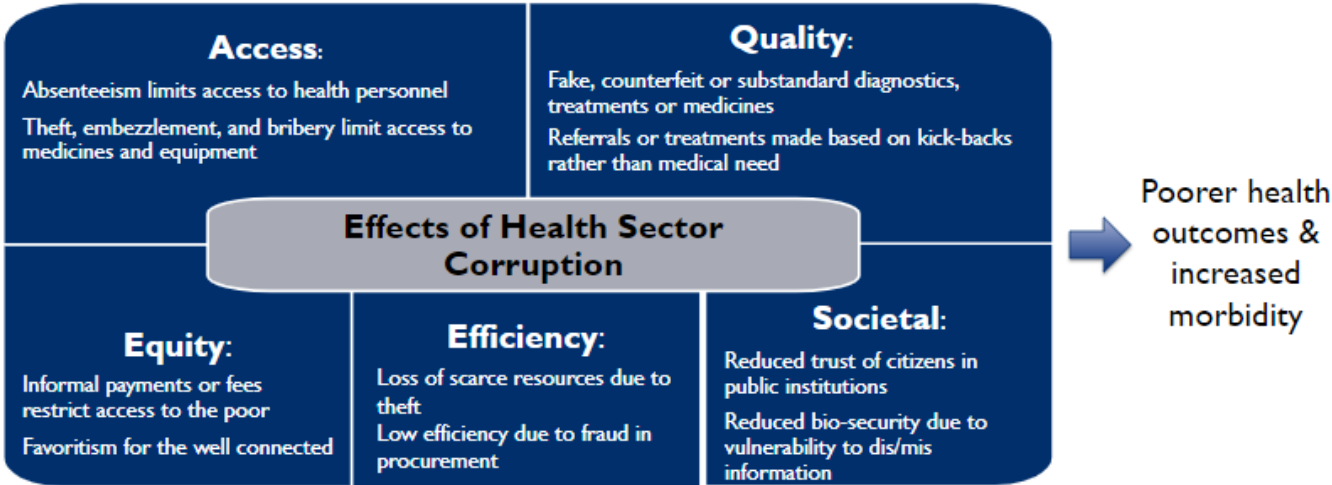 Access:
Absenteeism limits access to health personnel
Theft, embezzlement, and bribery limit access to
medicines and equipment
Quality:
Fake, counterfeit or substandard diagnostics,
treatments or medicines
Referrals or treatments made based on kick-backs
rather than medical need
Effects of Health Sector
Corruption
Equity:
Informal payments or fees
restrict access to the poor
Favoritism for the well connected
Efficiency:
Loss of scarce resources due to
theft
Low efficiency due to fraud in
procurement
Societal:
Reduced trust of citizens in
public institutions
Reduced bio-security due to
vulnerability to dis/mis
information
Poorer health
outcomes &
increased
morbidity